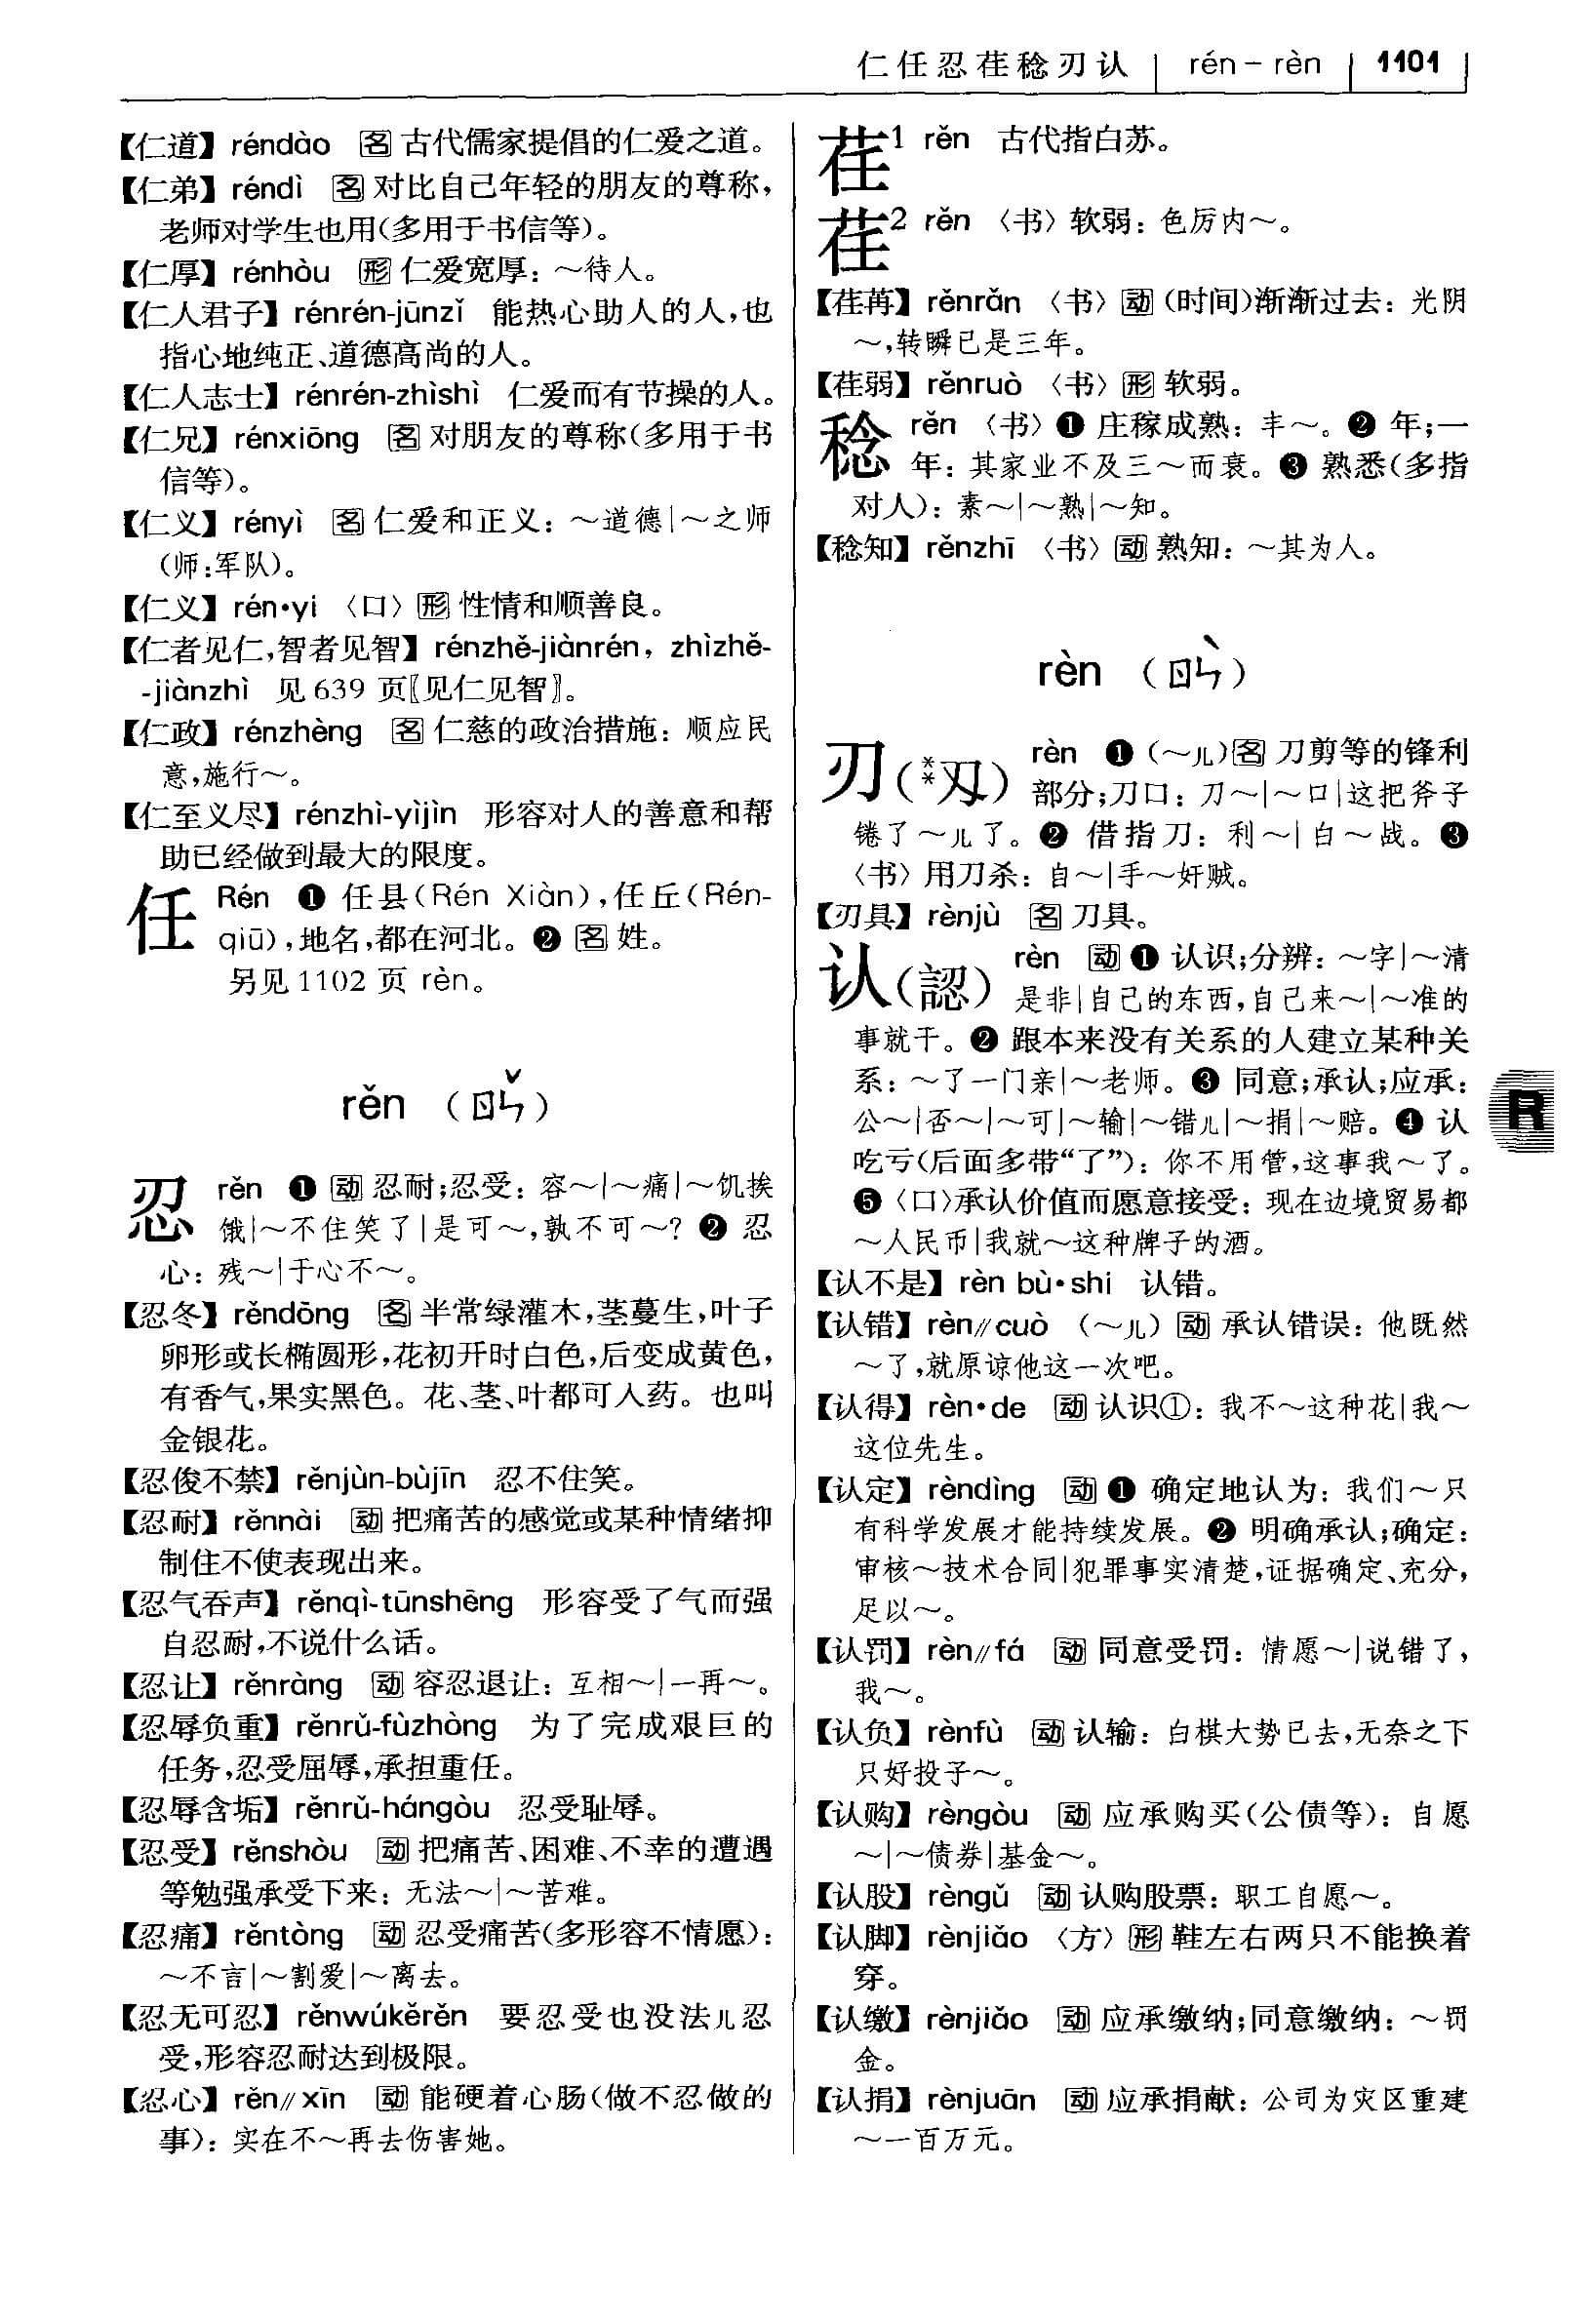 仁任忍荏稔刃认 rén－rèn 1101
【仁道】réndào 名 古代儒家提倡的仁爱之道。
【仁弟】réndì 名 对比自己年轻的朋友的尊称，
老师对学生也用（多用于书信等）。
【仁厚】rénhòu 形 仁爱宽厚：～待人。
【仁人君子】rénrén-jūnzǐ 能热心助人的人，也
指心地纯正、道德高尚的人。
【仁人志士】rénrén-zhìshì 仁爱而有节操的人。
【仁兄】rénxiōng 名 对朋友的尊称（多用于书
信等）。
【仁义】rényì 名 仁爱和正义：～道德|～之师
（师：军队）。
【仁义】rén•yi 〈口〉形 性情和顺善良。
【仁者见仁，智者见智】rénzhě-jiànrén，zhìzhě-
-jiànzhì 见 639 页〖见仁见智〗。
【仁政】rénzhèng 名 仁慈的政治措施：顺应民
意，施行～。
【仁至义尽】rénzhì-yìjìn 形容对人的善意和帮
助已经做到最大的限度。
任 Rén ❶ 任县（Rén Xiàn），任丘（Rén-
qiū），地名，都在河北。❷ 名 姓。
另见 1102 页 rèn。
rěn （ㄖㄣˇ）
忍 rěn ❶ 动 忍耐；忍受：容～|～痛|～饥挨
饿|～不住笑了|是可～，孰不可～？❷ 忍
心：残～|于心不～。
【忍冬】rěndōng 名 半常绿灌木，茎蔓生，叶子
卵形或长椭圆形，花初开时白色，后变成黄色，
有香气，果实黑色。花、茎、叶都可入药。也叫
金银花。
【忍俊不禁】rěnjùn-bùjīn 忍不住笑。
【忍耐】rěnnài 动 把痛苦的感觉或某种情绪抑
制住不使表现出来。
【忍气吞声】rěnqì-tūnshēng 形容受了气而强
自忍耐，不说什么话。
【忍让】rěnràng 动 容忍退让：互相～|一再～。
【忍辱负重】rěnrǔ-fùzhòng 为了完成艰巨的
任务，忍受屈辱，承担重任。
【忍辱含垢】rěnrǔ-hángòu 忍受耻辱。
【忍受】rěnshòu 动 把痛苦、困难、不幸的遭遇
等勉强承受下来：无法～|～苦难。
【忍痛】rěntòng 动 忍受痛苦（多形容不情愿）：
～不言|～割爱|～离去。
【忍无可忍】rěnwúkěrěn 要忍受也没法儿忍
受，形容忍耐达到极限。
【忍心】rěn∥xīn 动 能硬着心肠（做不忍做的
事）：实在不～再去伤害她。
荏1 rěn 古代指白苏。
荏2 rěn 〈书〉软弱：色厉内～。
【荏苒】rěnrǎn 〈书〉动（时间）渐渐过去：光阴
～，转瞬已是三年。
【荏弱】rěnruò 〈书〉形 软弱。
稔 rěn 〈书〉❶ 庄稼成熟：丰～。❷ 年；一
年：其家业不及三～而衰。❸ 熟悉（多指
对人）：素～|～熟|～知。
【稔知】rěnzhī 〈书〉动 熟知：～其为人。
rèn （ㄖㄣˋ）
刃（**刄） rèn ❶（～儿）名 刀剪等的锋利
部分；刀口：刀～|～口|这把斧子
锩了～儿了。❷ 借指刀：利～|白～战。❸
〈书〉用刀杀：自～|手～奸贼。
【刃具】rènjù 名 刀具。
认（認） rèn 动 ❶ 认识；分辨：～字|～清
是非|自己的东西，自己来～|～准的
事就干。❷ 跟本来没有关系的人建立某种关
系：～了一门亲|～老师。❸ 同意；承认；应承：
公～|否～|～可|～输|～错儿|～捐|～赔。❹ 认
吃亏（后面多带“了”）：你不用管，这事我～了。
❺〈口〉承认价值而愿意接受：现在边境贸易都
～人民币|我就～这种牌子的酒。
【认不是】rèn bù•shi 认错。
【认错】rèn∥cuò （～儿）动 承认错误：他既然
～了，就原谅他这一次吧。
【认得】rèn•de 动 认识①：我不～这种花|我～
这位先生。
【认定】rèndìng 动 ❶ 确定地认为：我们～只
有科学发展才能持续发展。❷ 明确承认；确定：
审核～技术合同|犯罪事实清楚，证据确定、充分，
足以～。
【认罚】rèn∥fá 动 同意受罚：情愿～|说错了，
我～。
【认负】rènfù 动 认输：白棋大势已去，无奈之下
只好投子～。
【认购】rèngòu 动 应承购买（公债等）：自愿
～|～债券|基金～。
【认股】rèngǔ 动 认购股票：职工自愿～。
【认脚】rènjiǎo 〈方〉形 鞋左右两只不能换着
穿。
【认缴】rènjiǎo 动 应承缴纳；同意缴纳：～罚
金。
【认捐】rènjuān 动 应承捐献：公司为灾区重建
～一百万元。
R